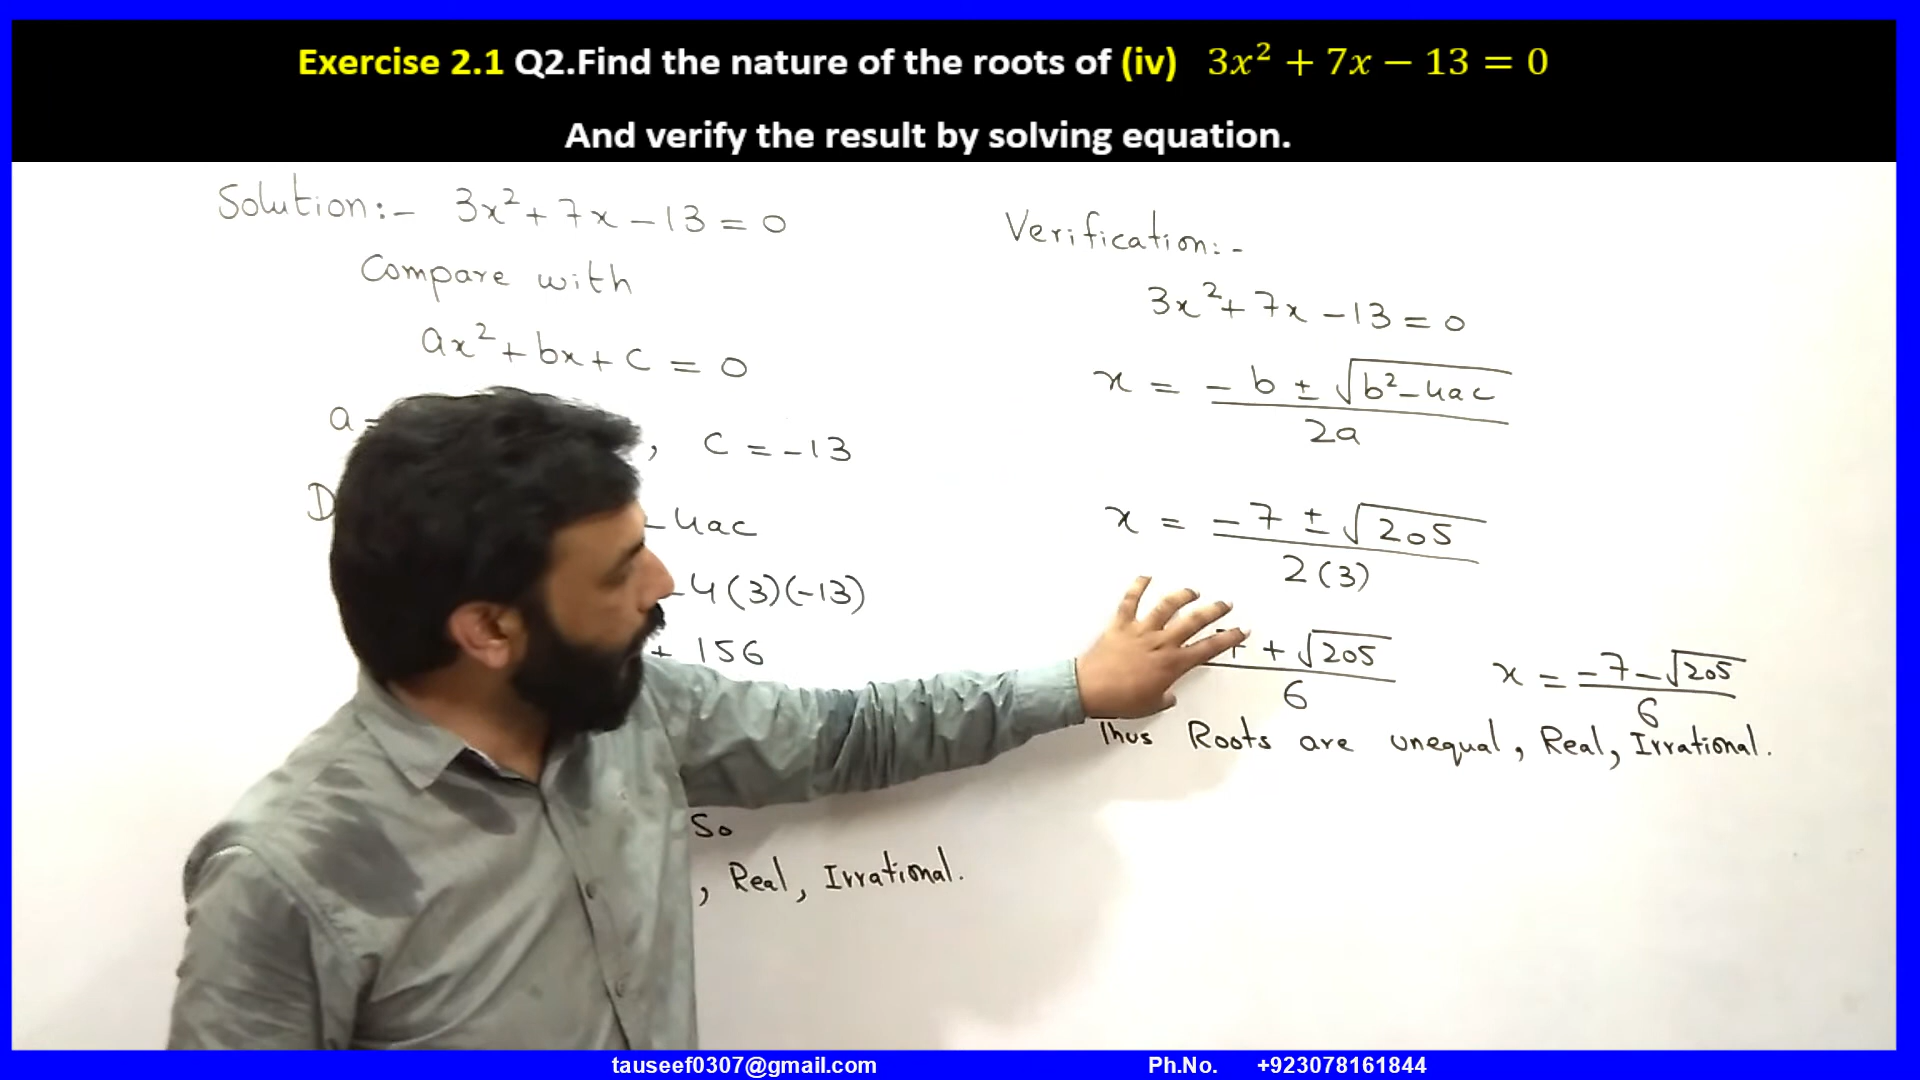 Exercise 2.1 Q2.Find the nature of the roots of (iv) 3x² + 7x − 13 = 0
And verify the result by solving equation.
Solution:- 3x² + 7x - 13 = 0
Compare with
ax² + bx + c = 0
a = , c = -13
D - 4ac
- 4(3)(-13)
+ 156
So
, Real, Irrational.
Verification:-
3x² + 7x - 13 = 0
x = (-b ± √(b² - 4ac)) / 2a
x = (-7 ± √205) / 2(3)
7 + √205 / 6 x = (-7 - √205) / 6
Thus Roots are unequal, Real, Irrational.
tauseef0307@gmail.com Ph.No. +923078161844